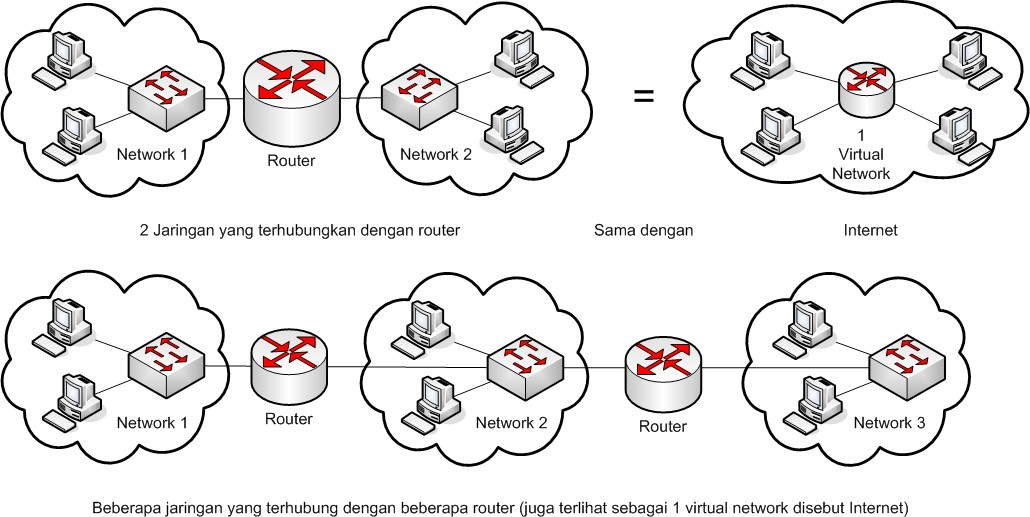 Network 1
Router
Network 2
=
1
Virtual
Network
2 Jaringan yang terhubungkan dengan router
Sama dengan
Internet
Network 1
Router
Network 2
Router
Network 3
Beberapa jaringan yang terhubung dengan beberapa router (juga terlihat sebagai 1 virtual network disebut Internet)